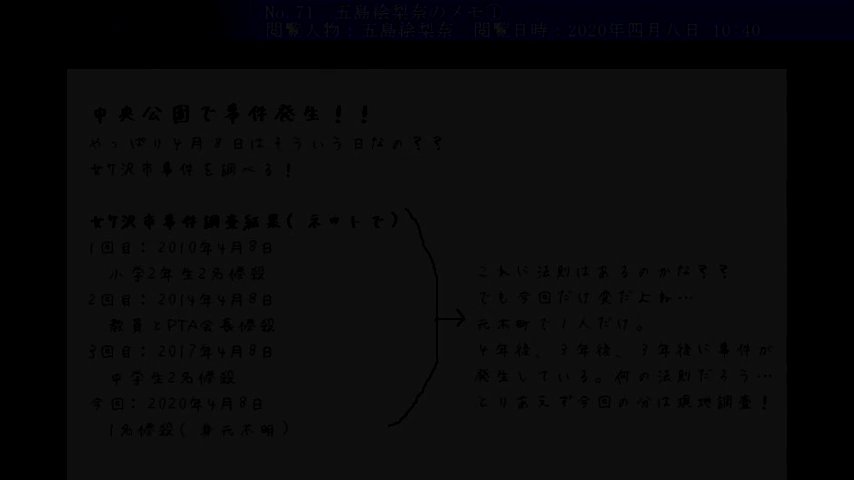 No.71 五島絵梨奈のメモ①
閲覧人物：五島絵梨奈 閲覧日時：2020年四月八日 10:40
中央公園で事件発生！！
やっぱり4月8日はそういう日なの？？
女ケ沢市事件を調べる！
女ケ沢市事件調査結果(ネットで)
1回目：2010年4月8日
小学2年生2名惨殺
2回目：2014年4月8日
教員とPTA会長惨殺
3回目：2017年4月8日
中学生2名惨殺
今回：2020年4月8日
1名惨殺(身元不明)
これに法則はあるのかな？？
でも今回だけ変だよね…
元木町で1人だけ。
4年後、3年後、3年後に事件が
発生している。何の法則だろう…
とりあえず今回の分は現地調査！